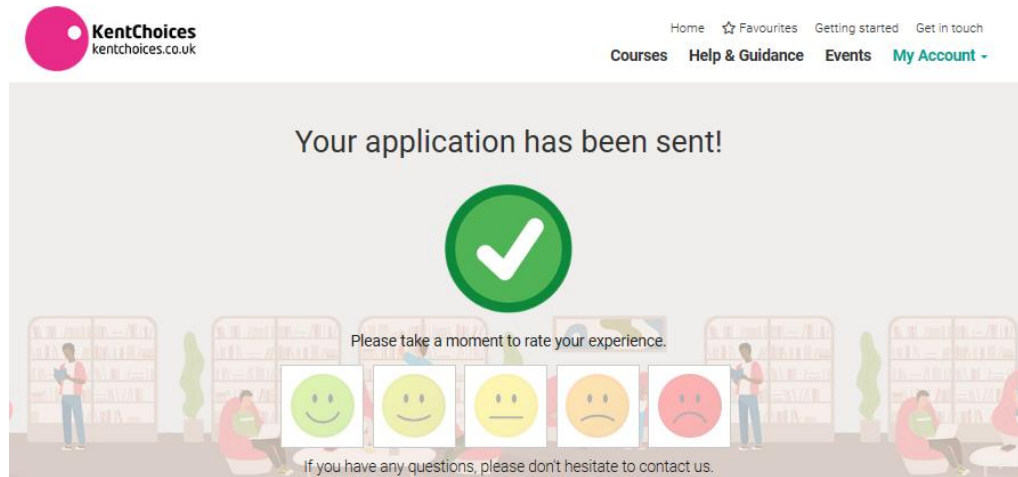 KentChoices
kentchoices.co.uk
Home Favourites Getting started Get in touch
Courses Help & Guidance Events My Account
Your application has been sent!
Please take a moment to rate your experience.
If you have any questions, please don't hesitate to contact us.